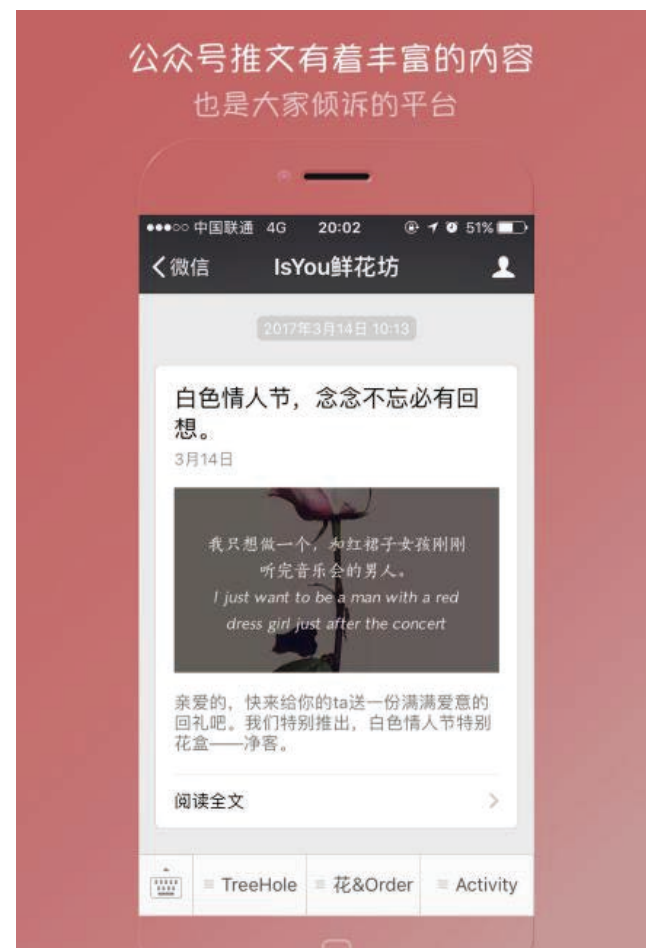 公众号推文有着丰富的内容
也是大家倾诉的平台
中国联通 4G 20:02 51%
微信 IsYou鲜花坊
2017年3月14日 10:13
白色情人节，念念不忘必有回
想。
3月14日
我只想做一个，和红裙子女孩刚刚
听完音乐会的男人。
I just want to be a man with a red
dress girl just after the concert
亲爱的，快来给你的ta送一份满满爱意的
回礼吧。我们特别推出，白色情人节特别
花盒——净客。
阅读全文
TreeHole 花&Order Activity